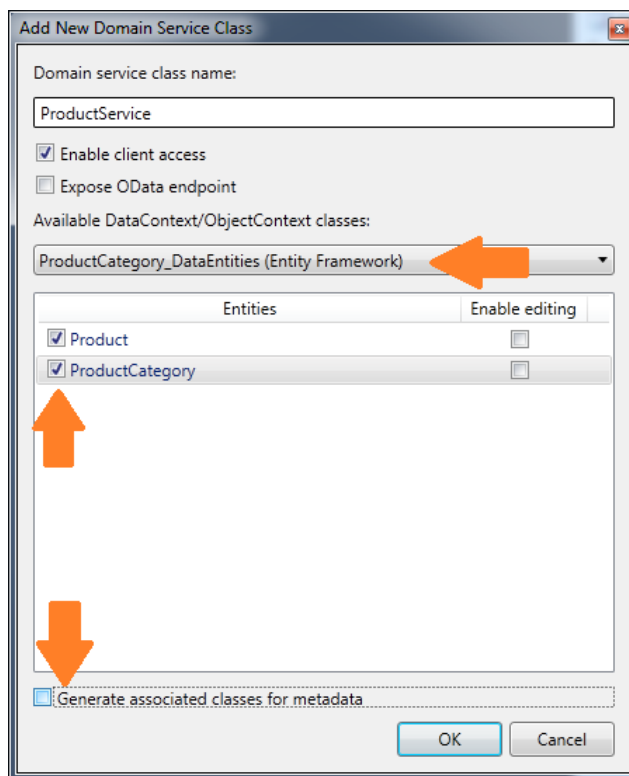 Add New Domain Service Class
Domain service class name:
ProductService
Enable client access
Expose OData endpoint
Available DataContext/ObjectContext classes:
ProductCategory_DataEntities (Entity Framework)
Entities Enable editing
Product
ProductCategory
Generate associated classes for metadata
OK Cancel